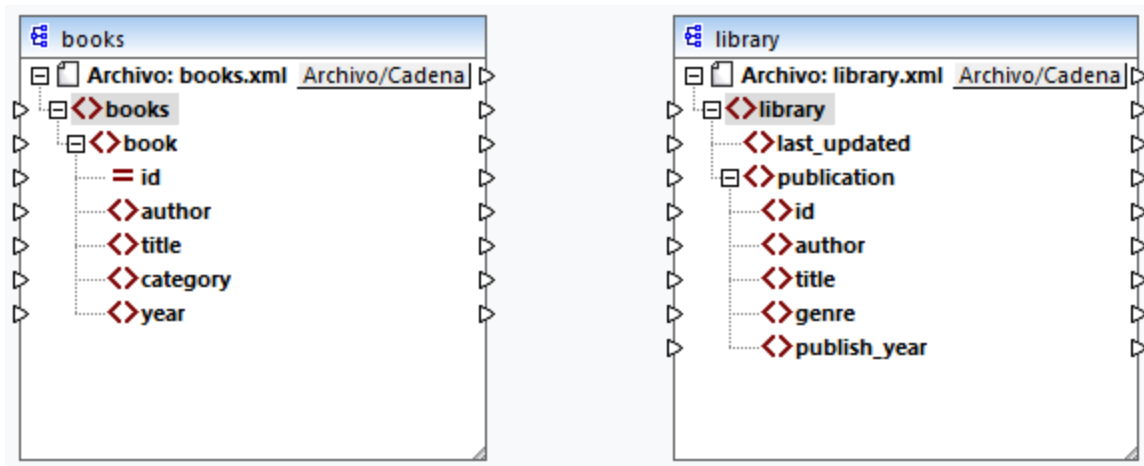 books
Archivo: books.xml Archivo/Cadena
books
book
id
author
title
category
year
library
Archivo: library.xml Archivo/Cadena
library
last_updated
publication
id
author
title
genre
publish_year